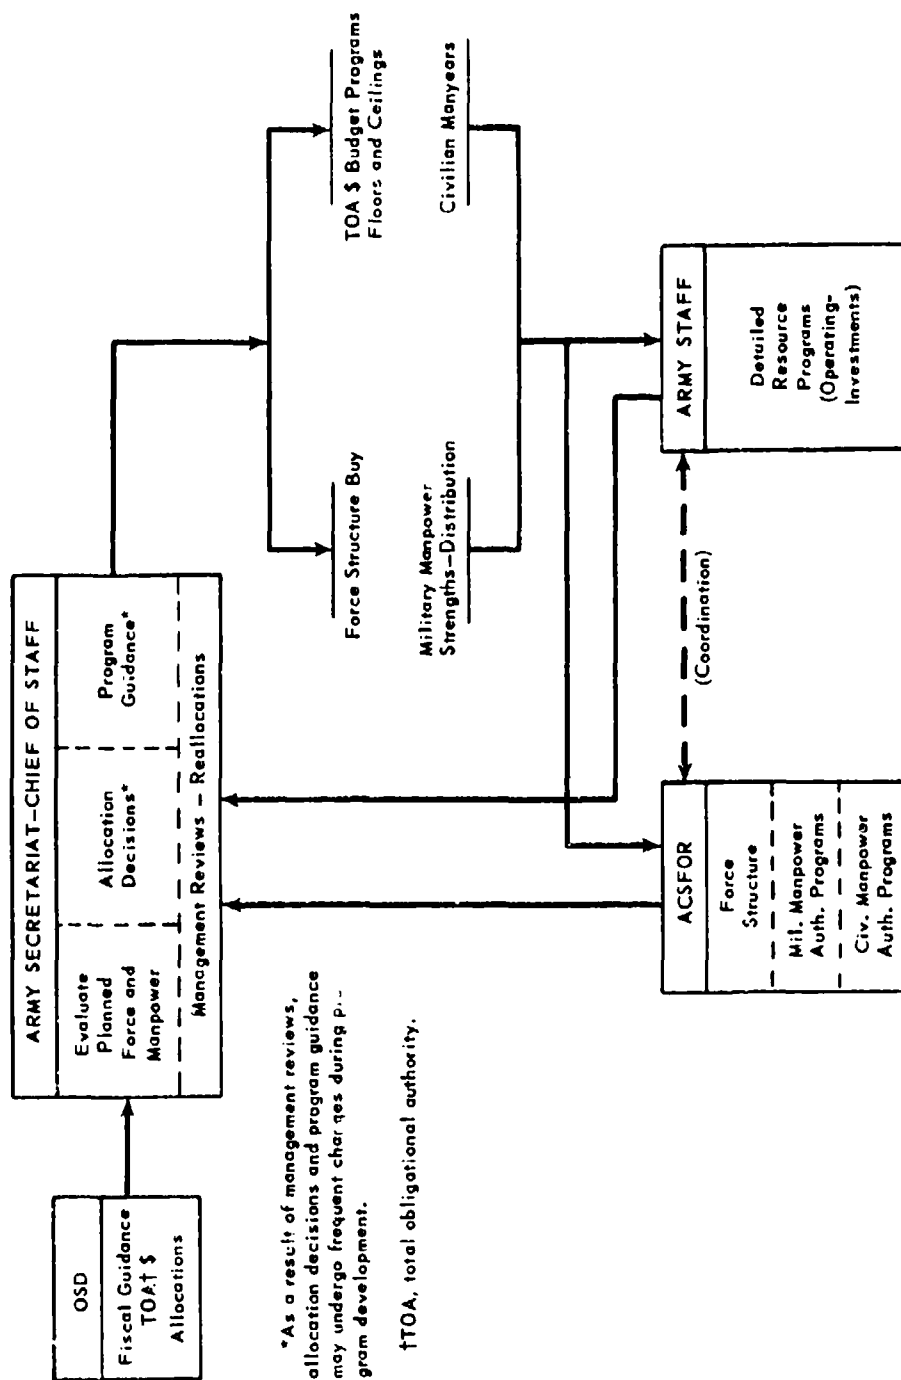 OSD
Fiscal Guidance
TOA† $
Allocations
ARMY SECRETARIAT–CHIEF OF STAFF
Evaluate
Planned
Force and
Manpower
Allocation
Decisions*
Program
Guidance*
Management Reviews – Reallocations
*As a result of management reviews,
allocation decisions and program guidance
may undergo frequent changes during
gram development.
†TOA, total obligational authority.
Force Structure Buy
TOA $ Budget Programs
Floors and Ceilings
Military Manpower
Strengths–Distribution
Civilian Manyears
ACSFOR
Force
Structure
Mil. Manpower
Auth. Programs
Civ. Manpower
Auth. Programs
(Coordination)
ARMY STAFF
Detailed
Resource
Programs
(Operating-
Investments)